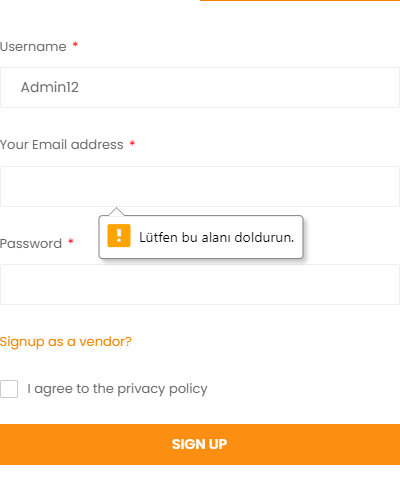 Username *
Admin12
Your Email address *
Lütfen bu alanı doldurun.
Password *
Signup as a vendor?
I agree to the privacy policy
SIGN UP